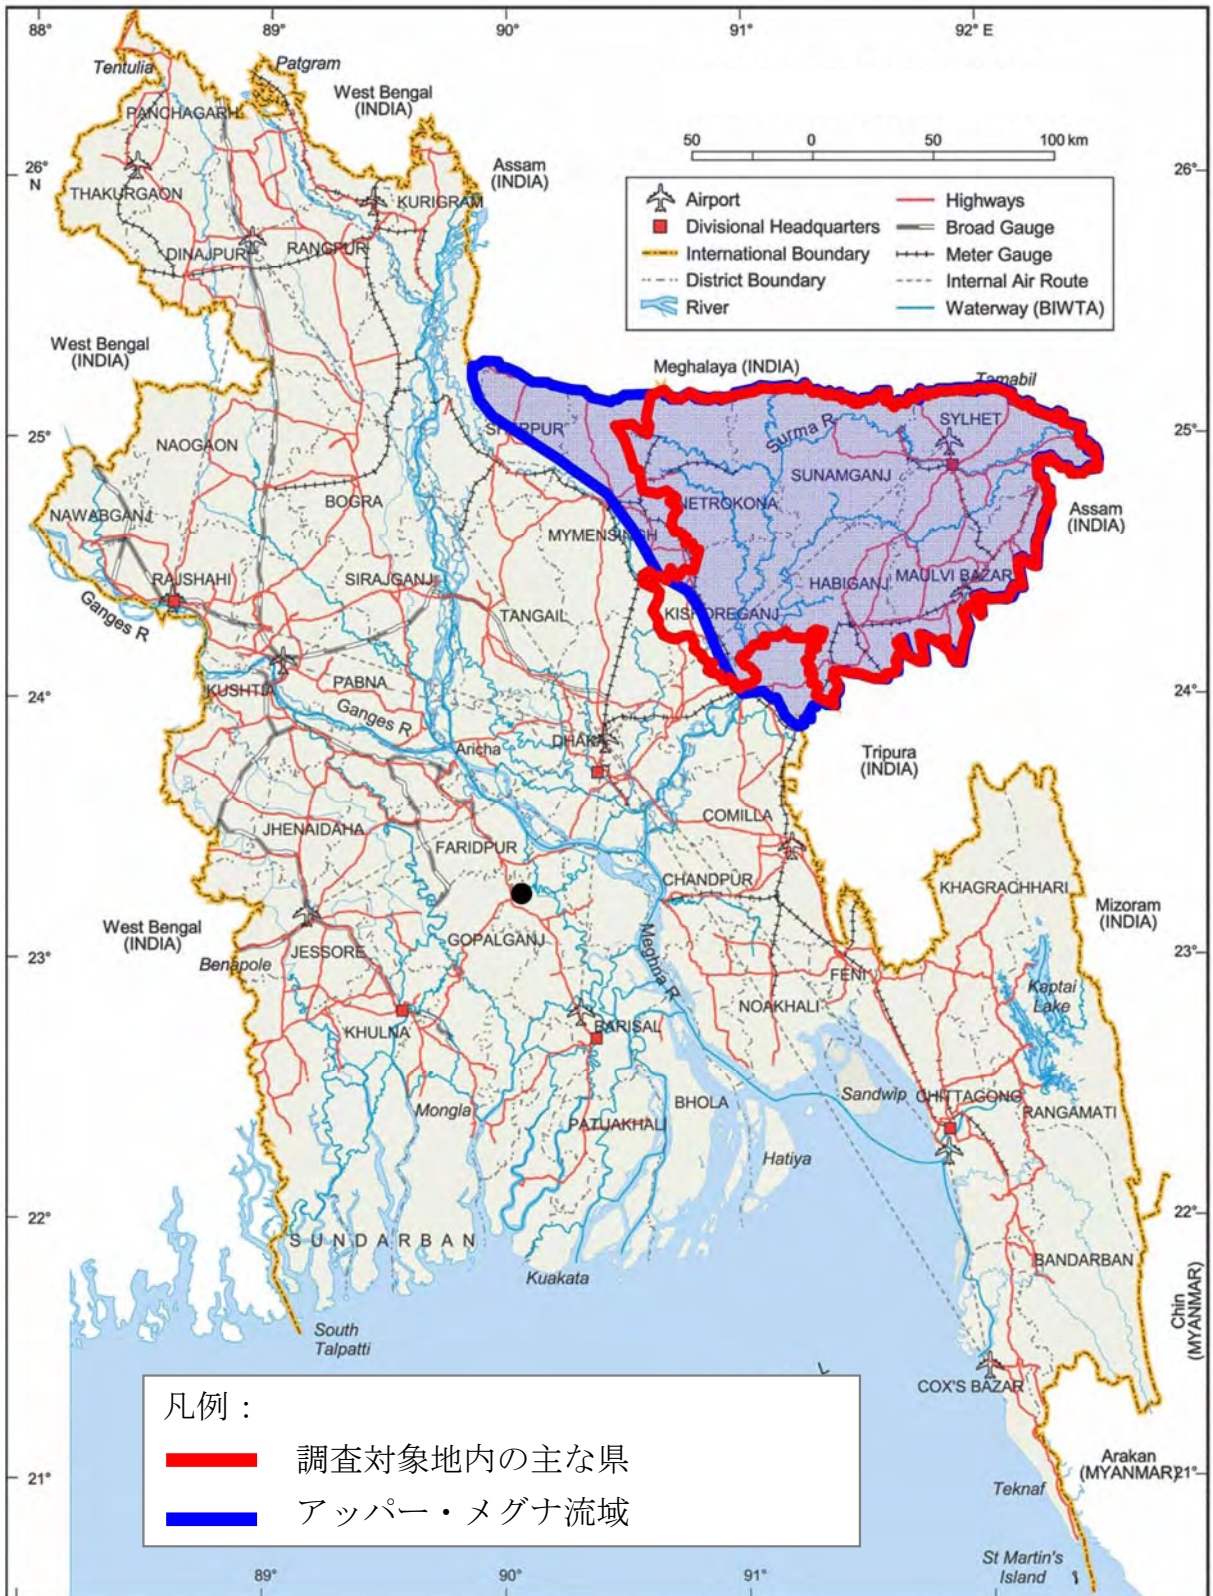 88°
89°
90°
91°
92° E
Tentulia
Patgram
West Bengal
(INDIA)
PANCHAGARH
Assam
(INDIA)
50
0
50
100 km
26°
N
26°
THAKURGAON
KURIGRAM
DINAJPUR
RANGPUR
Airport
Divisional Headquarters
International Boundary
District Boundary
River
Highways
Broad Gauge
Meter Gauge
Internal Air Route
Waterway (BIWTA)
West Bengal
(INDIA)
Meghalaya (INDIA)
Tamabil
25°
25°
NAOGAON
SHERPUR
Surma R
SYLHET
SUNAMGANJ
BOGRA
NETROKONA
NAWABGANJ
Assam
(INDIA)
MYMENSINGH
RAJSHAHI
SIRAJGANJ
HABIGANJ
MAULVI BAZAR
Ganges R
TANGAIL
KISHOREGANJ
KUSHTIA
PABNA
24°
24°
Ganges R
Aricha
DHAKA
Tripura
(INDIA)
COMILLA
JHENAIDAHA
FARIDPUR
CHANDPUR
KHAGRACHHARI
West Bengal
(INDIA)
Mizoram
(INDIA)
GOPALGANJ
JESSORE
Benapole
Meghna R
23°
23°
FENI
Kaptai
Lake
NOAKHALI
KHULNA
BARISAL
Sandwip
CHITTAGONG
Mongla
BHOLA
RANGAMATI
PATUAKHALI
Hatiya
22°
22°
SUNDARBAN
BANDARBAN
Kuakata
Chin
(MYANMAR)
South
Talpatti
L
COX'S BAZAR
凡例：
調査対象地内の主な県
アッパー・メグナ流域
Arakan
(MYANMAR)
21°
21°
Teknaf
St Martin's
Island
89°
90°
91°